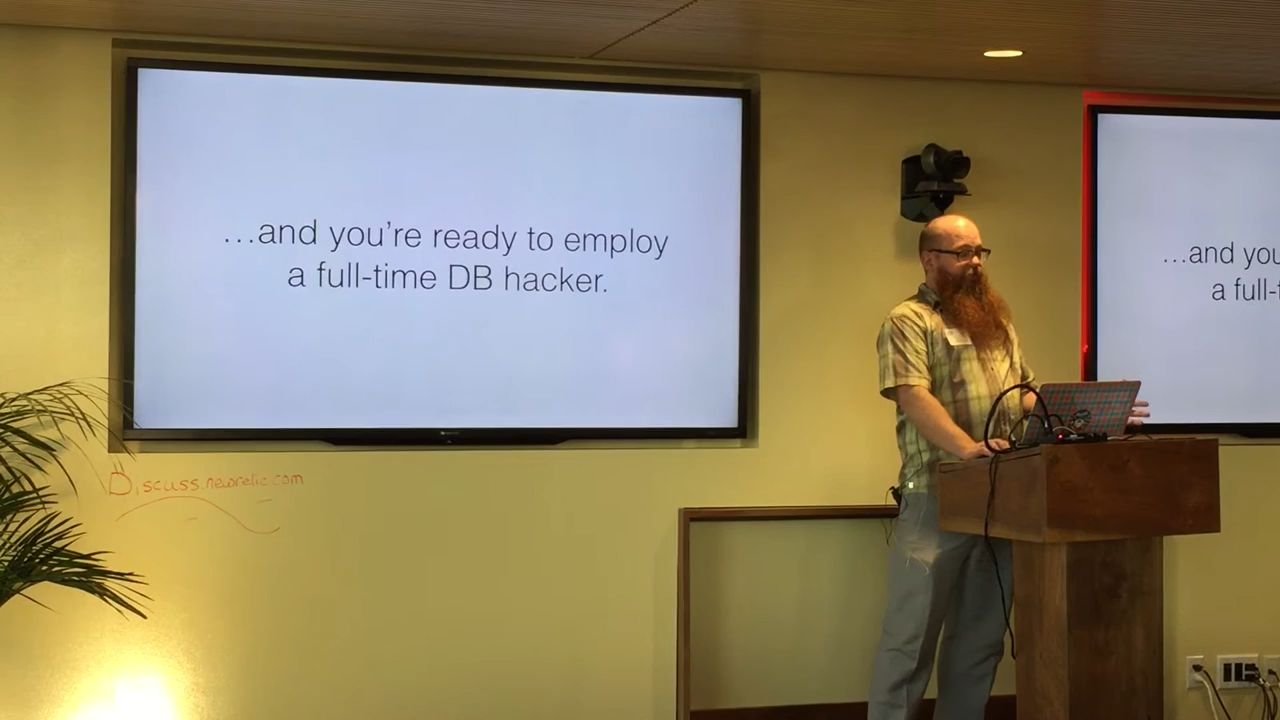 …and you're ready to employ
a full-time DB hacker.
…and you
a full-
Discuss.newrelic.com